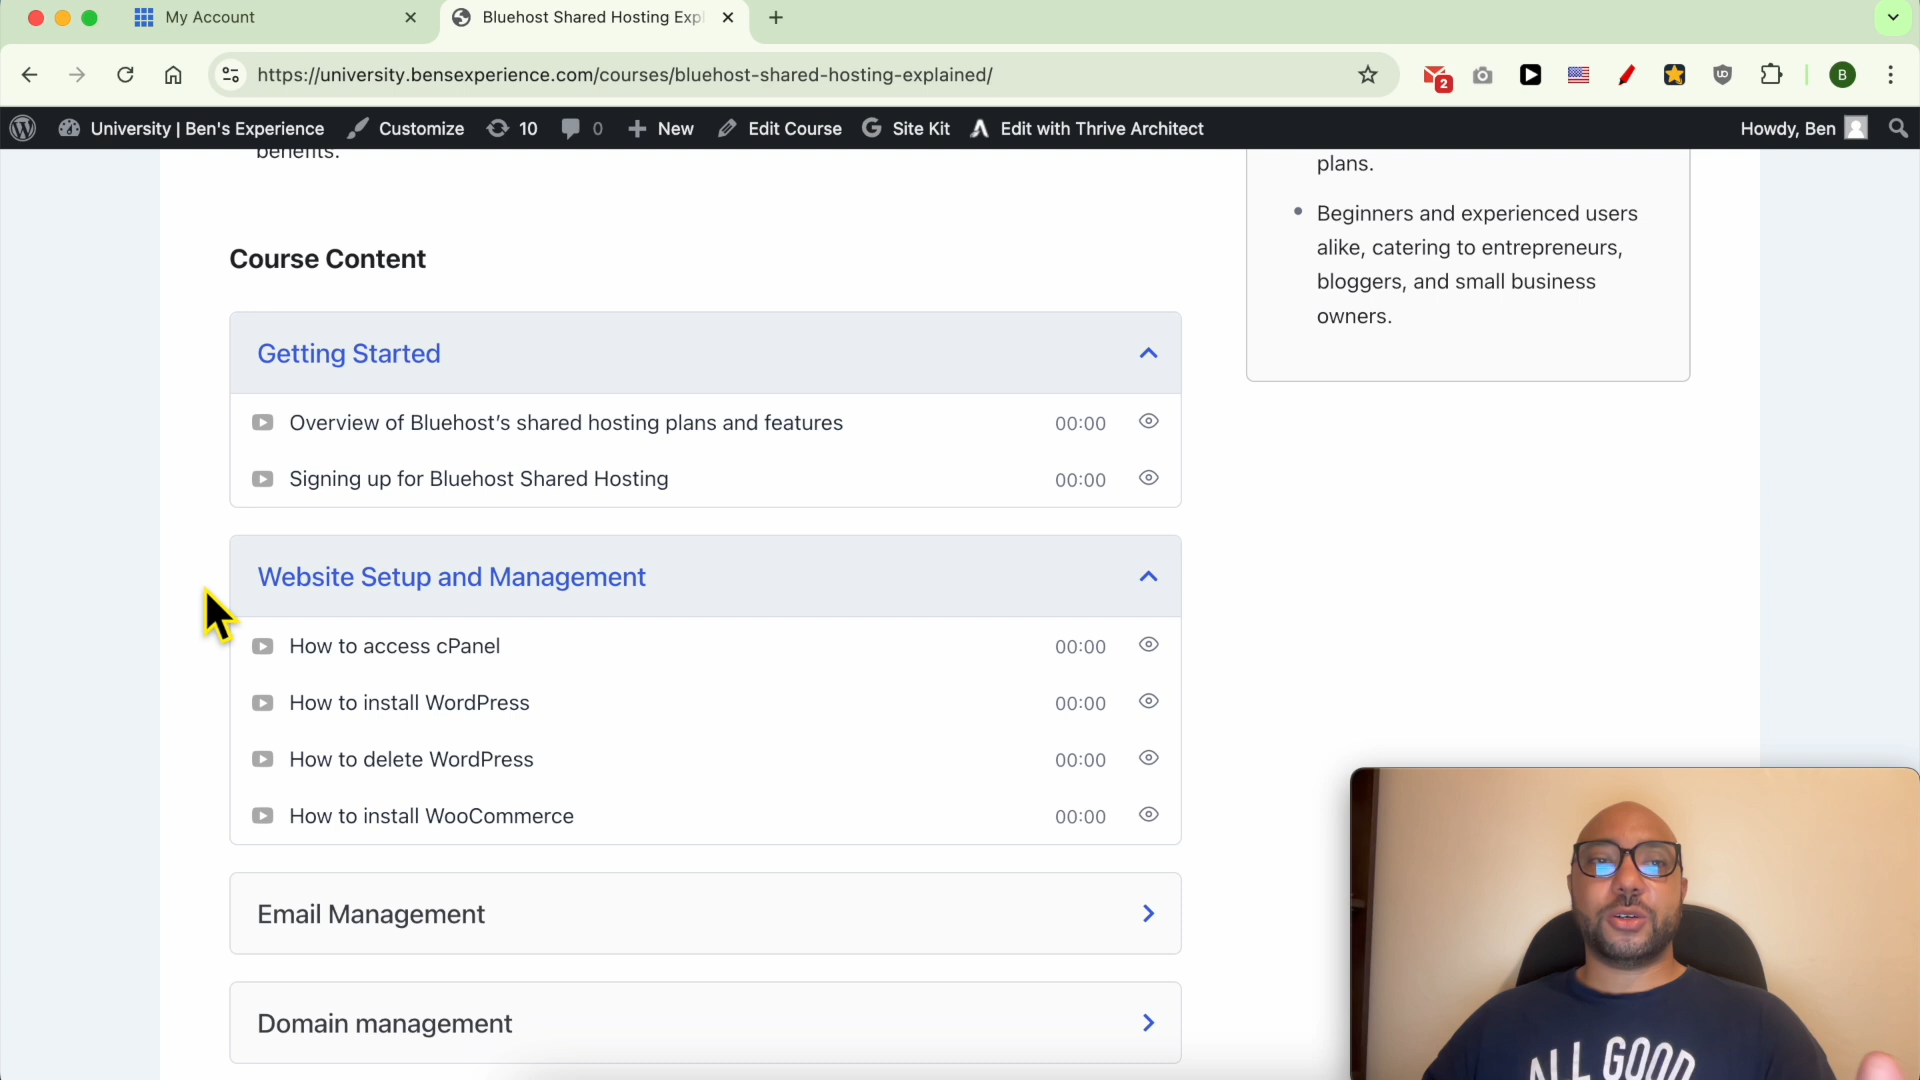 My Account
Bluehost Shared Hosting Exp
https://university.bensexperience.com/courses/bluehost-shared-hosting-explained/
2
B
University | Ben's Experience
Customize
10
0
New
Edit Course
Site Kit
Edit with Thrive Architect
Howdy, Ben
benefits.
plans.
Beginners and experienced users
alike, catering to entrepreneurs,
bloggers, and small business
owners.
Course Content
Getting Started
Overview of Bluehost's shared hosting plans and features 00:00
Signing up for Bluehost Shared Hosting 00:00
Website Setup and Management
How to access cPanel 00:00
How to install WordPress 00:00
How to delete WordPress 00:00
How to install WooCommerce 00:00
Email Management
Domain management
ALL GOOD